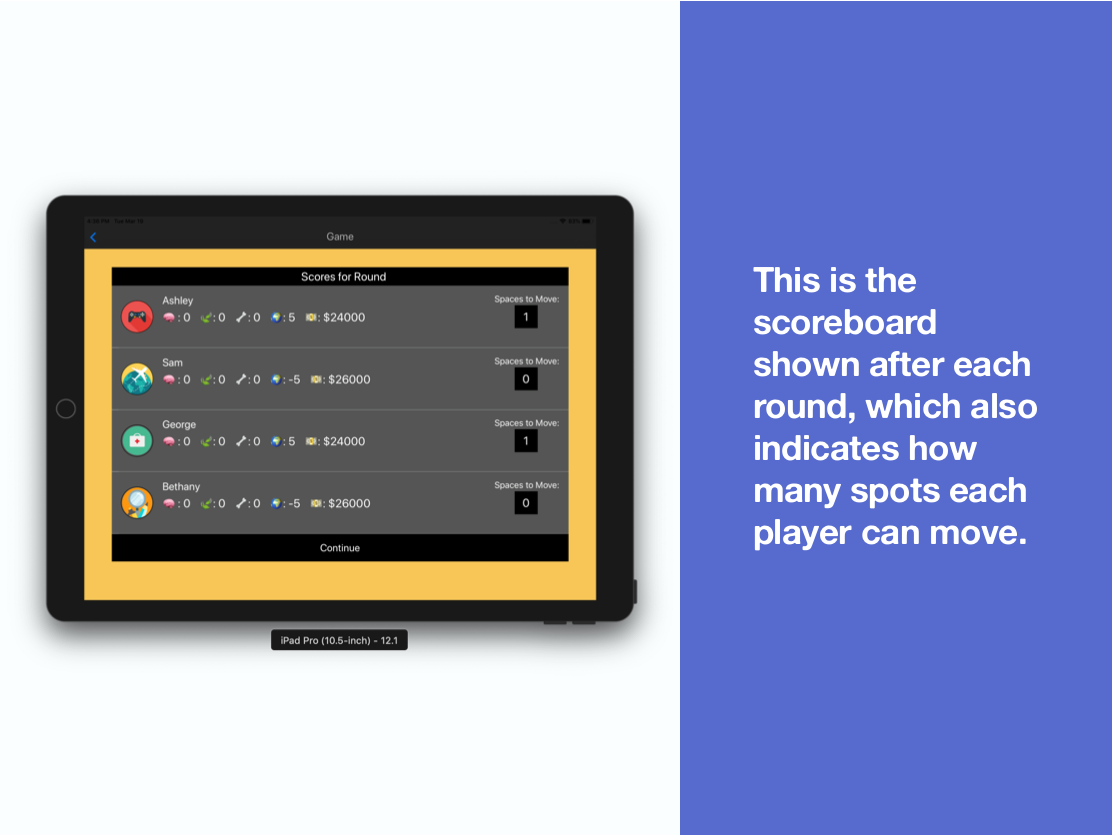 Tue Mar
Game
Scores for Round
Ashley
: 0 : 0 : 0 : 5 : $24000
Spaces to Move:
1
Sam
: 0 : 0 : 0 : -5 : $26000
Spaces to Move:
0
George
: 0 : 0 : 0 : 5 : $24000
Spaces to Move:
1
Bethany
: 0 : 0 : 0 : -5 : $26000
Spaces to Move:
0
Continue
iPad Pro (10.5-inch) - 12.1
This is the
scoreboard
shown after each
round, which also
indicates how
many spots each
player can move.